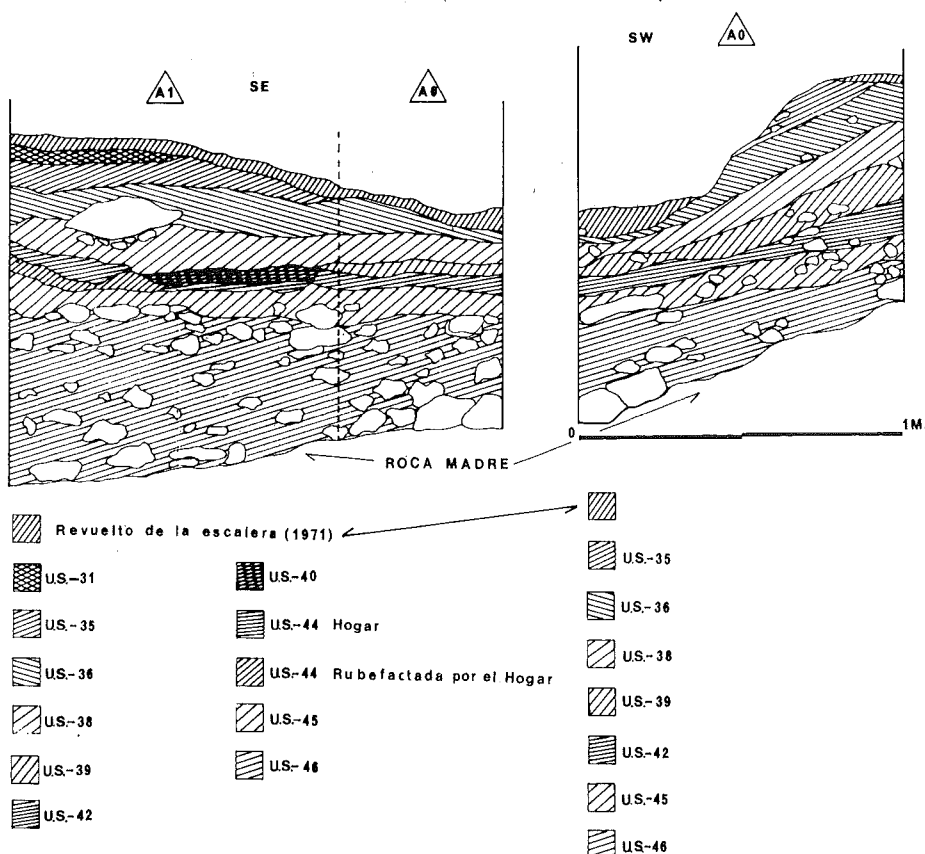 SW
A0
A1
SE
A0
0
1M.
ROCA MADRE
Revuelto de la escalera (1971)
U.S.-31
U.S.-35
U.S.-36
U.S.-38
U.S.-39
U.S.-42
U.S.-40
U.S.-44 Hogar
U.S.-44 Rubefactada por el Hogar
U.S.-45
U.S.-46
U.S.-35
U.S.-36
U.S.-38
U.S.-39
U.S.-42
U.S.-45
U.S.-46